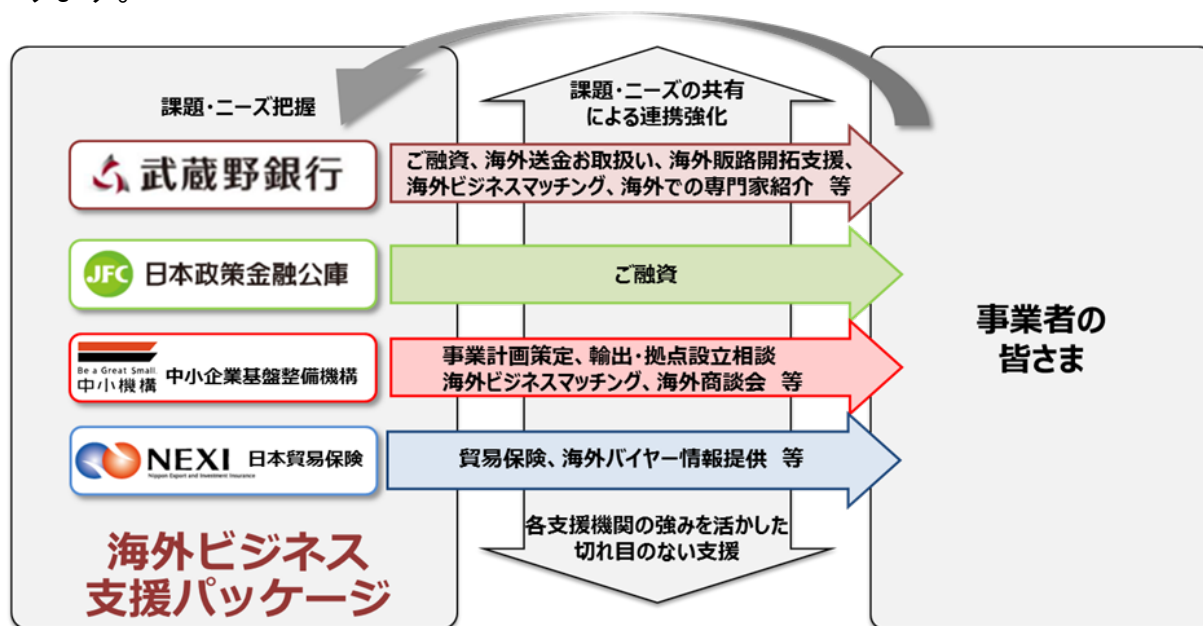 ります。
課題・ニーズ把握
課題・ニーズの共有
による連携強化
武蔵野銀行
ご融資、海外送金お取扱い、海外販路開拓支援、
海外ビジネスマッチング、海外での専門家紹介 等
JFC 日本政策金融公庫
ご融資
Be a Great Small.
中小機構 中小企業基盤整備機構
事業計画策定、輸出・拠点設立相談
海外ビジネスマッチング、海外商談会 等
NEXI 日本貿易保険
Nippon Export and Investment Insurance
貿易保険、海外バイヤー情報提供 等
各支援機関の強みを活かした
切れ目のない支援
海外ビジネス
支援パッケージ
事業者の
皆さま